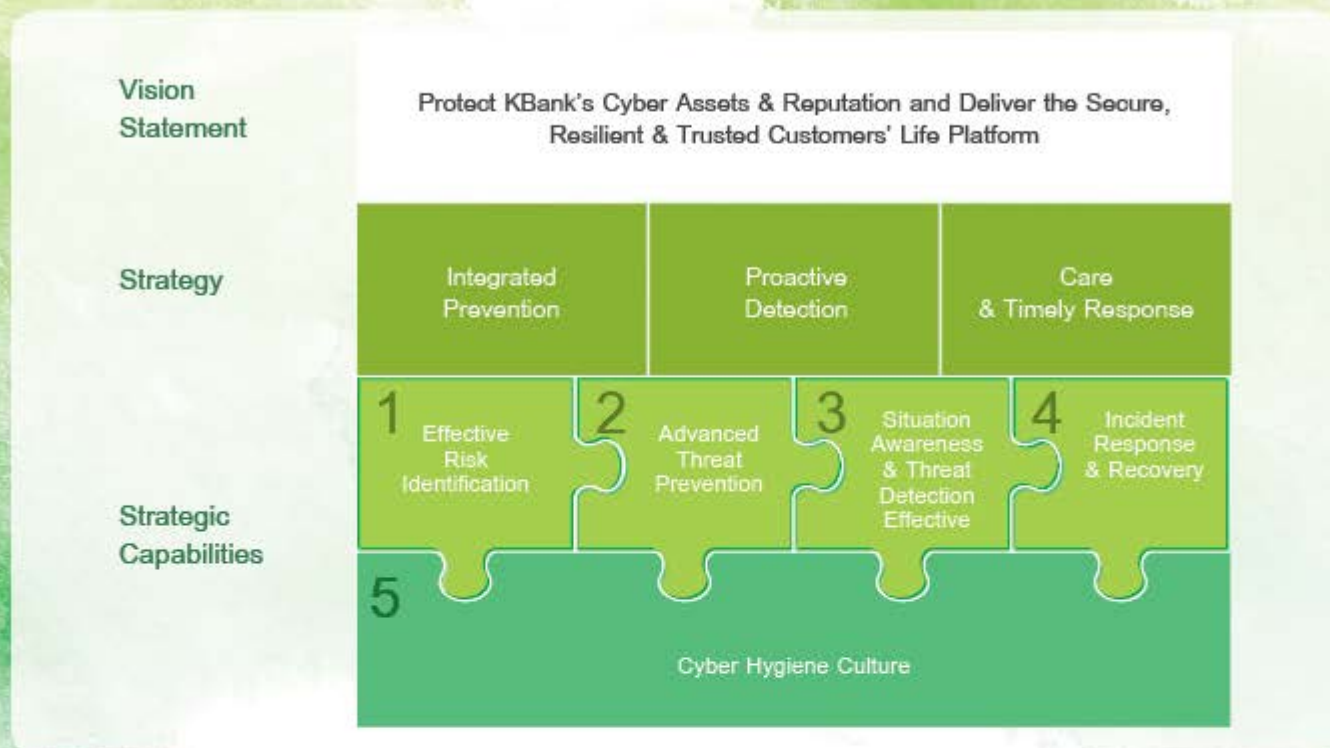 Vision
Statement
Protect KBank's Cyber Assets & Reputation and Deliver the Secure,
Resilient & Trusted Customers' Life Platform
Strategy
Integrated
Prevention
Proactive
Detection
Care
& Timely Response
Strategic
Capabilities
1
Effective
Risk
Identification
2
Advanced
Threat
Prevention
3
Situation
Awareness
& Threat
Detection
Effective
4
Incident
Response
& Recovery
5
Cyber Hygiene Culture